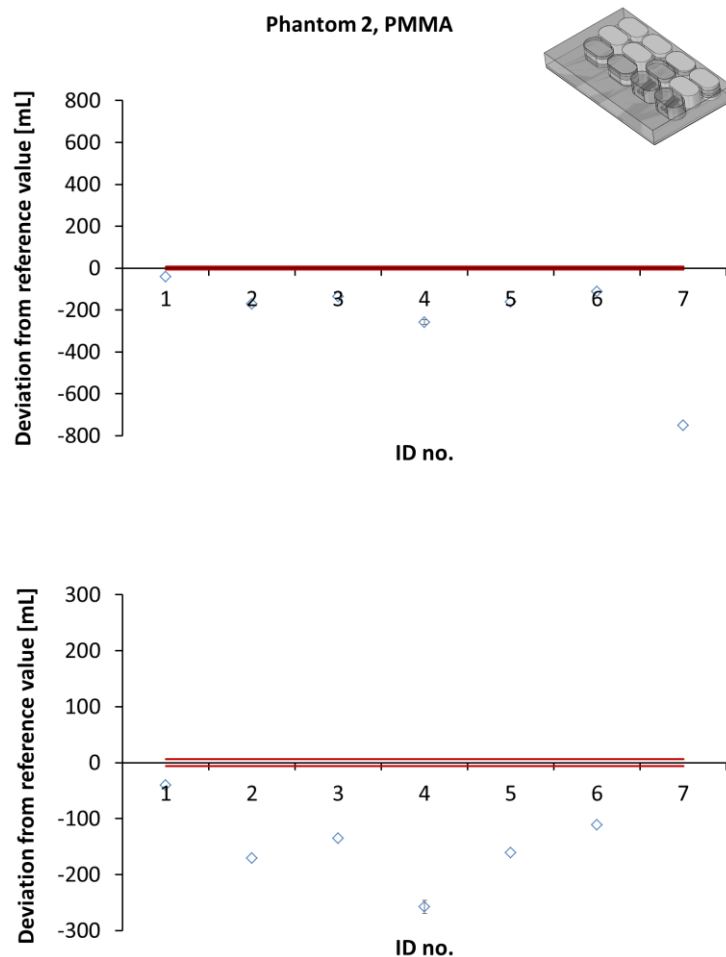 Phantom 2, PMMA
Deviation from reference value [mL]
800
600
400
200
0
-200
-400
-600
-800
1 2 3 4 5 6 7
ID no.
Deviation from reference value [mL]
300
200
100
0
-100
-200
-300
1 2 3 4 5 6 7
ID no.